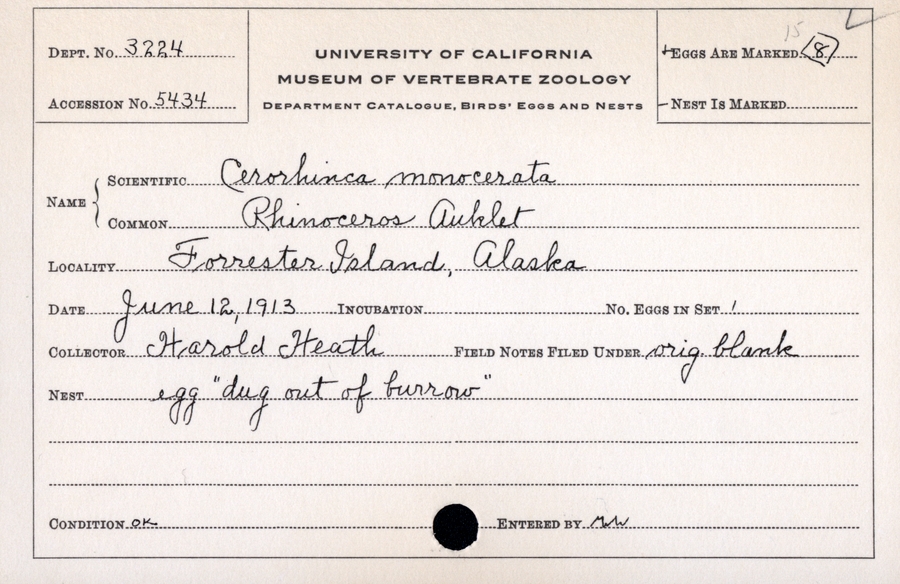 15
DEPT. No. 3224
UNIVERSITY OF CALIFORNIA
EGGS ARE MARKED 8
MUSEUM OF VERTEBRATE ZOOLOGY
ACCESSION No. 5434
DEPARTMENT CATALOGUE, BIRDS' EGGS AND NESTS
NEST IS MARKED
NAME
SCIENTIFIC Cerorhinca monocerata
COMMON Rhinoceros Auklet
LOCALITY Forrester Island, Alaska
DATE June 12, 1913 INCUBATION NO. EGGS IN SET 1
COLLECTOR Harold Heath FIELD NOTES FILED UNDER orig. blank
NEST egg "dug out of burrow"
CONDITION OK ENTERED BY